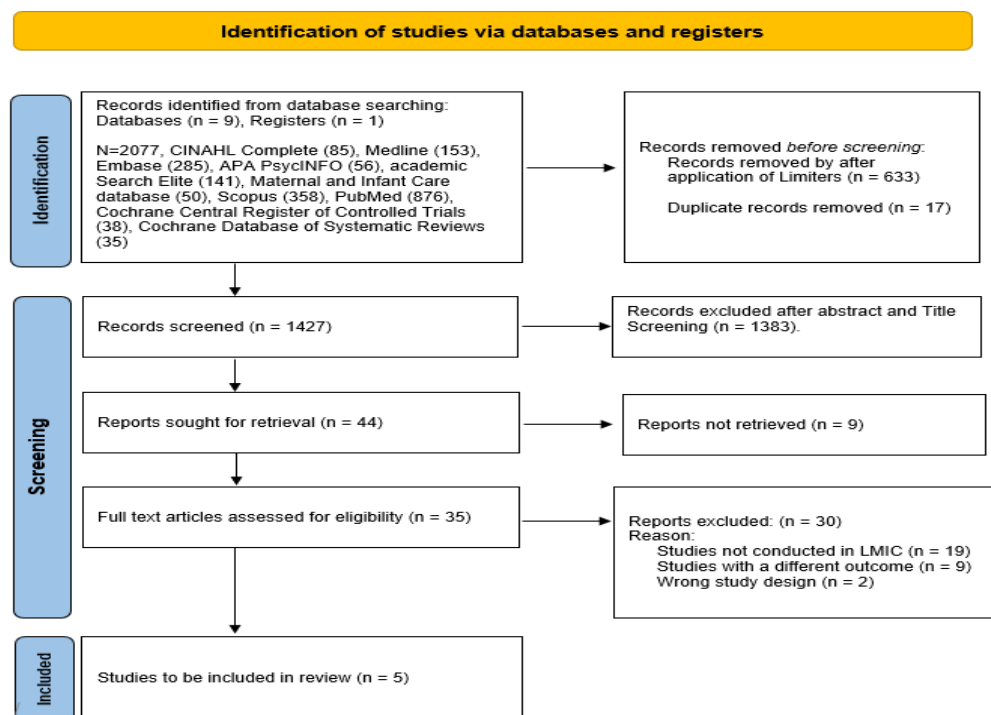 Identification of studies via databases and registers
Identification
Records identified from database searching:
Databases (n = 9), Registers (n = 1)
N=2077, CINAHL Complete (85), Medline (153),
Embase (285), APA PsycINFO (56), academic
Search Elite (141), Maternal and Infant Care
database (50), Scopus (358), PubMed (876),
Cochrane Central Register of Controlled Trials
(38), Cochrane Database of Systematic Reviews
(35)
Records removed before screening:
Records removed by after
application of Limiters (n = 633)
Duplicate records removed (n = 17)
Screening
Records screened (n = 1427)
Records excluded after abstract and Title
Screening (n = 1383).
Reports sought for retrieval (n = 44)
Reports not retrieved (n = 9)
Full text articles assessed for eligibility (n = 35)
Reports excluded: (n = 30)
Reason:
Studies not conducted in LMIC (n = 19)
Studies with a different outcome (n = 9)
Wrong study design (n = 2)
Included
Studies to be included in review (n = 5)